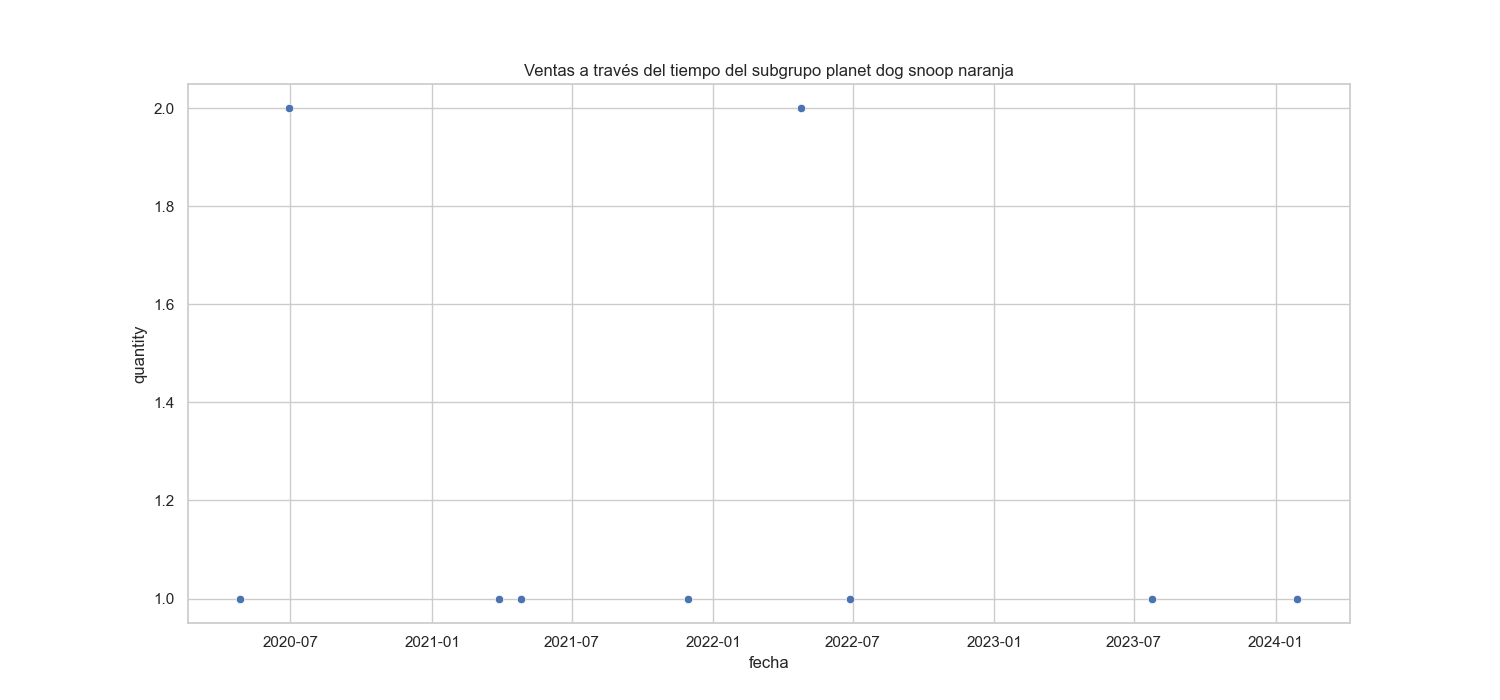 Ventas a través del tiempo del subgrupo planet dog snoop naranja
2.0
1.8
1.6
1.4
1.2
1.0
quantity
2020-07 2021-01 2021-07 2022-01 2022-07 2023-01 2023-07 2024-01
fecha